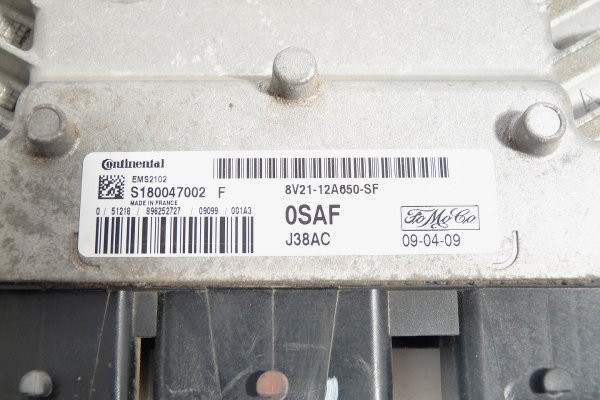 Continental
EMS2102
S180047002 F
MADE IN FRANCE
0 / 51218 / 896252727 / 09099 / 001A3
8V21-12A650-SF
0SAF
J38AC
FoMoCo
09-04-09